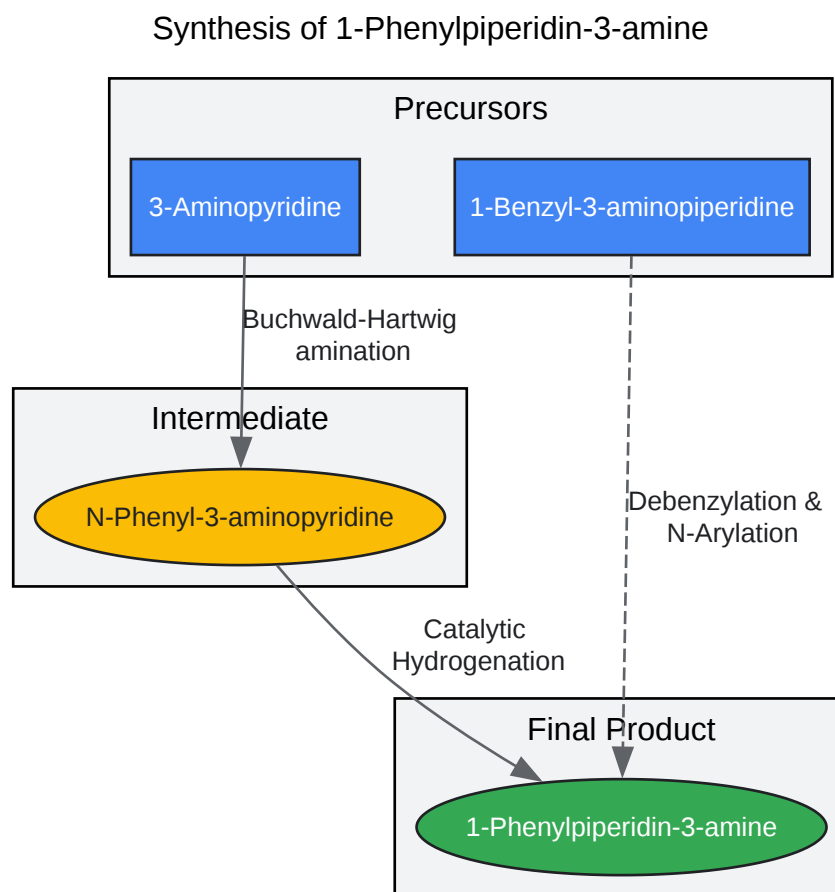 Synthesis of 1-Phenylpiperidin-3-amine
Precursors
3-Aminopyridine
1-Benzyl-3-aminopiperidine
Buchwald-Hartwig
amination
Intermediate
N-Phenyl-3-aminopyridine
Debenzylation &
N-Arylation
Catalytic
Hydrogenation
Final Product
1-Phenylpiperidin-3-amine